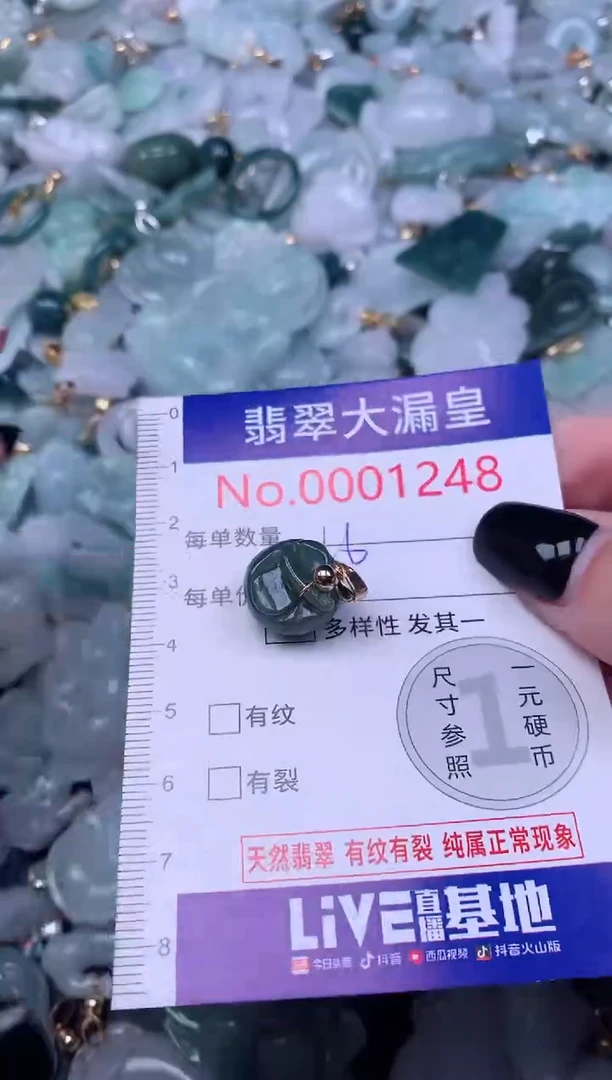 翡翠大漏皇
No.0001248
0
1
2
3
4
5
6
7
8
每单数量
每单
多样性 发其一
有纹
有裂
尺寸参照
1
一元硬币
天然翡翠 有纹有裂 纯属正常现象
LiVE直播基地
今日头条 抖音 西瓜视频 抖音火山版